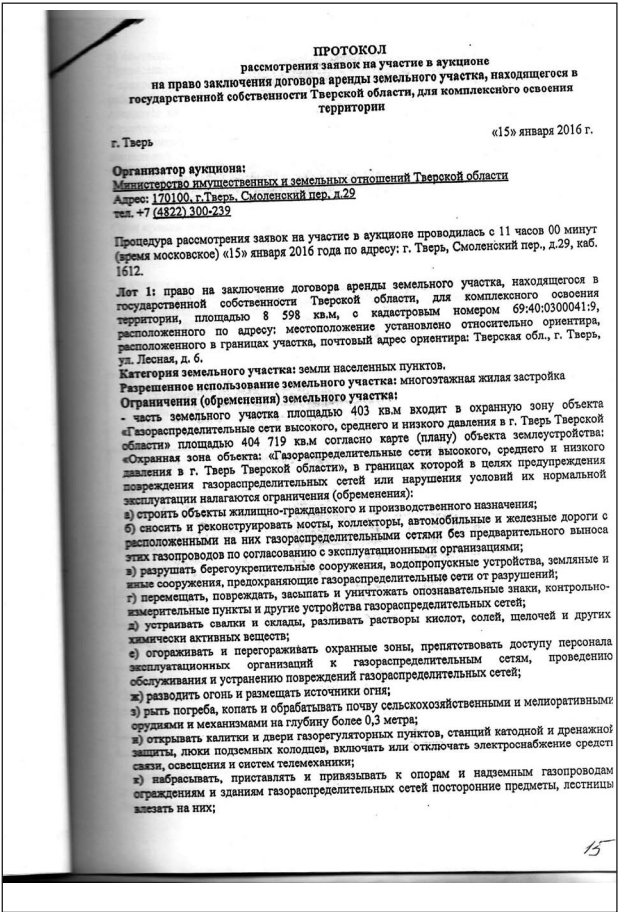 ПРОТОКОЛ
рассмотрения заявок на участие в аукционе
на право заключения договора аренды земельного участка, находящегося в
государственной собственности Тверской области, для комплексного освоения
территории
г. Тверь
«15» января 2016 г.
Организатор аукциона:
Министерство имущественных и земельных отношений Тверской области
Адрес: 170100, г.Тверь, Смоленский пер. д.29
тел. +7 (4822) 300-239
Процедура рассмотрения заявок на участие в аукционе проводилась с 11 часов 00 минут
(время московское) «15» января 2016 года по адресу: г. Тверь, Смоленский пер., д.29, каб.
1612.
Лот 1: право на заключение договора аренды земельного участка, находящегося в
государственной собственности Тверской области, для комплексного освоения
территории, площадью 8 598 кв.м, с кадастровым номером 69:40:0300041:9,
расположенного по адресу: местоположение установлено относительно ориентира,
расположенного в границах участка, почтовый адрес ориентира: Тверская обл., г. Тверь,
ул. Лесная, д. 6.
Категория земельного участка: земли населенных пунктов.
Разрешенное использование земельного участка: многоэтажная жилая застройка
Ограничения (обременения) земельного участка:
- часть земельного участка площадью 403 кв.м входит в охранную зону объекта
«Газораспределительные сети высокого, среднего и низкого давления в г. Тверь Тверской
области» площадью 404 719 кв.м согласно карте (плану) объекта землеустройства:
«Охранная зона объекта: «Газораспределительные сети высокого, среднего и низкого
давления в г. Тверь Тверской области», в границах которой в целях предупреждения
повреждения газораспределительных сетей или нарушения условий их нормальной
эксплуатации налагаются ограничения (обременения):
а) строить объекты жилищно-гражданского и производственного назначения;
б) сносить и реконструировать мосты, коллекторы, автомобильные и железные дороги с
расположенными на них газораспределительными сетями без предварительного выноса
этих газопроводов по согласованию с эксплуатационными организациями;
в) разрушать берегоукрепительные сооружения, водопропускные устройства, земляные и
иные сооружения, предохраняющие газораспределительные сети от разрушений;
г) перемещать, повреждать, засыпать и уничтожать опознавательные знаки, контрольно-
измерительные пункты и другие устройства газораспределительных сетей;
д) устраивать свалки и склады, разливать растворы кислот, солей, щелочей и других
химически активных веществ;
е) огораживать и перегораживать охранные зоны, препятствовать доступу персонала
эксплуатационных организаций к газораспределительным сетям, проведению
обслуживания и устранению повреждений газораспределительных сетей;
ж) разводить огонь и размещать источники огня;
з) рыть погреба, копать и обрабатывать почву сельскохозяйственными и мелиоративными
орудиями и механизмами на глубину более 0,3 метра;
и) открывать калитки и двери газорегуляторных пунктов, станций катодной и дренажной
защиты, люки подземных колодцев, включать или отключать электроснабжение средств
связи, освещения и систем телемеханики;
к) набрасывать, приставлять и привязывать к опорам и надземным газопроводам
ограждениям и зданиям газораспределительных сетей посторонние предметы, лестницы
влезать на них;
15